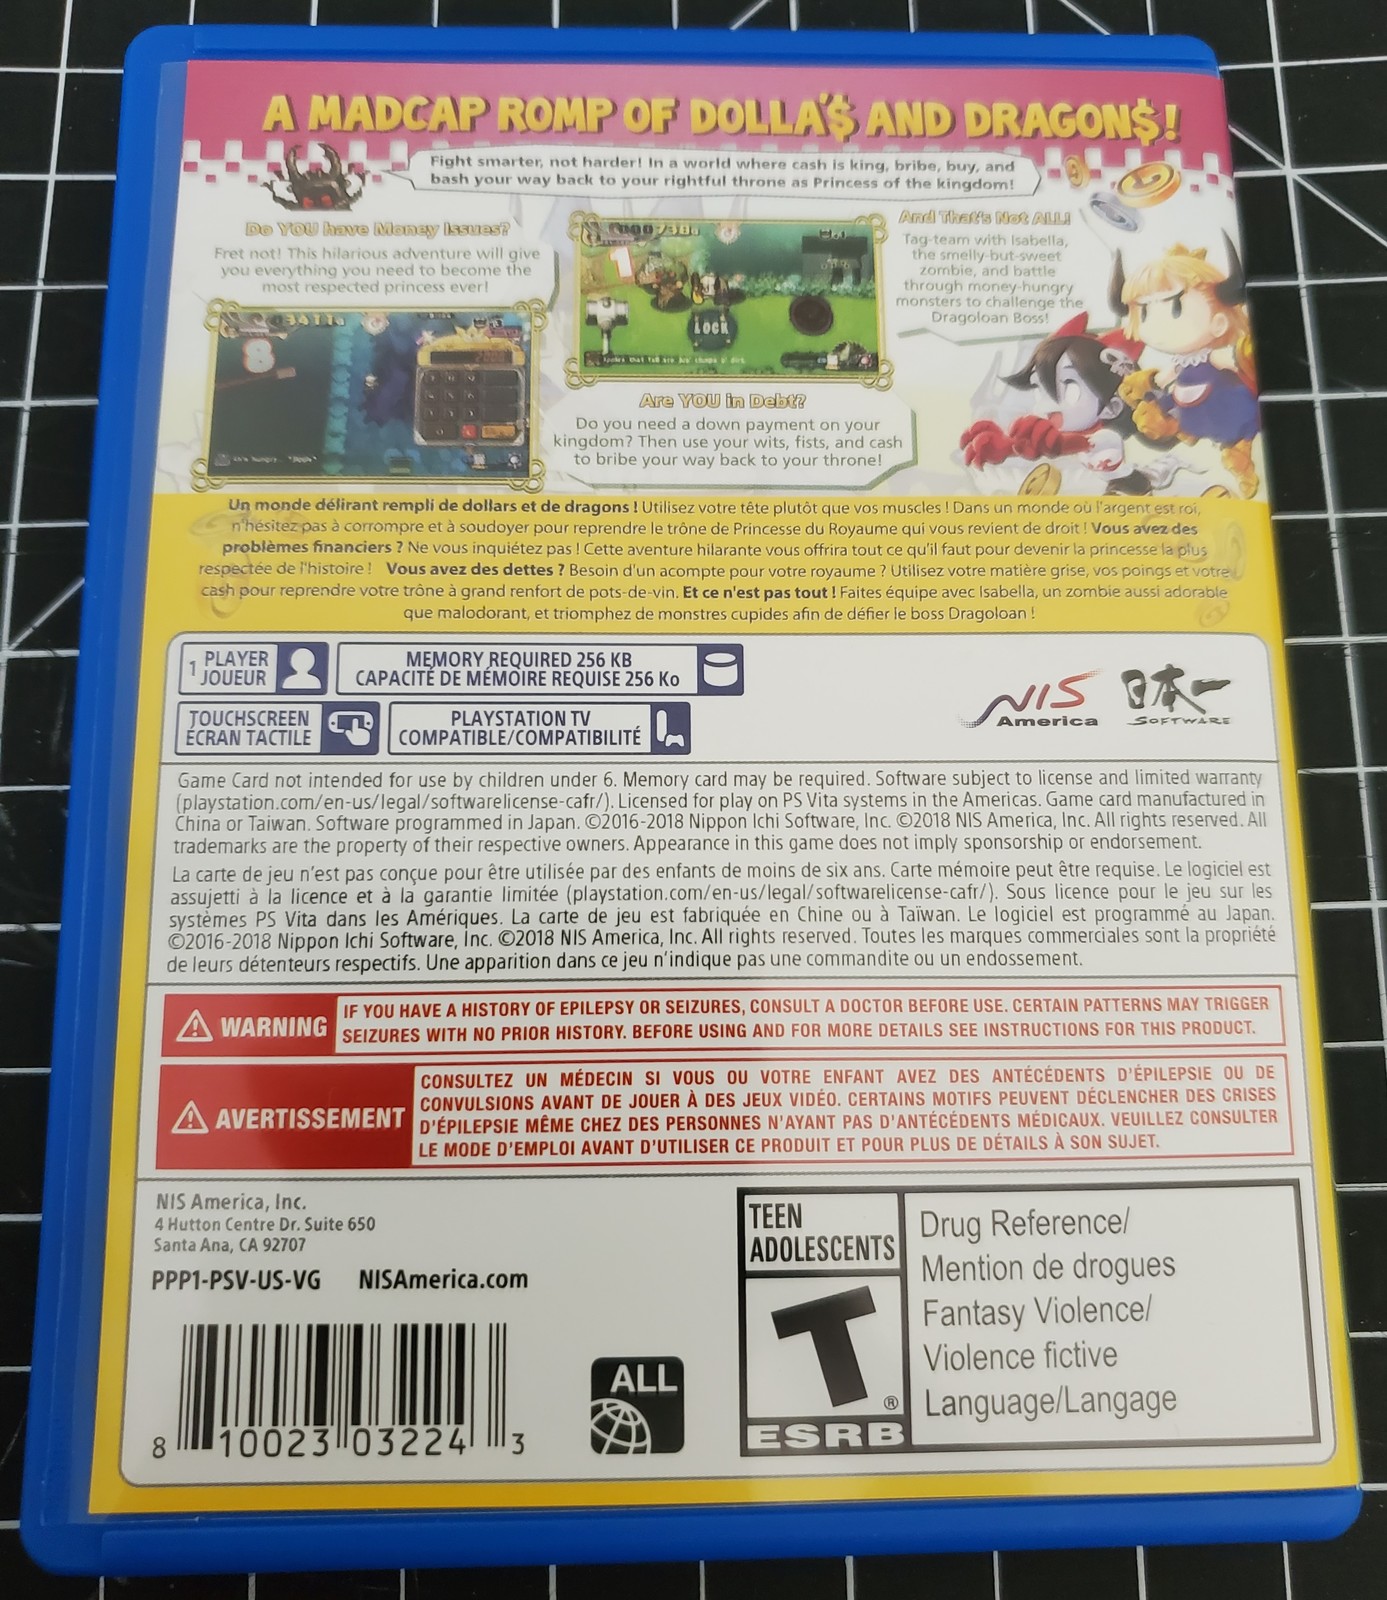 A MADCAP ROMP OF DOLLA'$ AND DRAGON$!
Fight smarter, not harder! In a world where cash is king, bribe, buy, and
bash your way back to your rightful throne as Princess of the kingdom!
Do YOU have Money Issues?
Fret not! This hilarious adventure will give
you everything you need to become the
most respected princess ever!
8
1
LOCK
Are YOU in Debt?
Do you need a down payment on your
kingdom? Then use your wits, fists, and cash
to bribe your way back to your throne!
And That's Not ALL!
Tag-team with Isabella,
the smelly-but-sweet
zombie, and battle
through money-hungry
monsters to challenge the
Dragoloan Boss!
Un monde délirant rempli de dollars et de dragons ! Utilisez votre tête plutôt que vos muscles ! Dans un monde où l'argent est roi,
n'hésitez pas à corrompre et à soudoyer pour reprendre le trône de Princesse du Royaume qui vous revient de droit ! Vous avez des
problèmes financiers ? Ne vous inquiétez pas ! Cette aventure hilarante vous offrira tout ce qu'il faut pour devenir la princesse la plus
respectée de l'histoire ! Vous avez des dettes ? Besoin d'un acompte pour votre royaume ? Utilisez votre matière grise, vos poings et votre
cash pour reprendre votre trône à grand renfort de pots-de-vin. Et ce n'est pas tout ! Faites équipe avec Isabella, un zombie aussi adorable
que malodorant, et triomphez de monstres cupides afin de défier le boss Dragoloan !
1 PLAYER
JOUEUR
MEMORY REQUIRED 256 KB
CAPACITÉ DE MÉMOIRE REQUISE 256 Ko
TOUCHSCREEN
ÉCRAN TACTILE
PLAYSTATION TV
COMPATIBLE/COMPATIBILITÉ
NIS
America
日本一
SOFTWARE
Game Card not intended for use by children under 6. Memory card may be required. Software subject to license and limited warranty
(playstation.com/en-us/legal/softwarelicense-cafr/). Licensed for play on PS Vita systems in the Americas. Game card manufactured in
China or Taiwan. Software programmed in Japan. ©2016-2018 Nippon Ichi Software, Inc. ©2018 NIS America, Inc. All rights reserved. All
trademarks are the property of their respective owners. Appearance in this game does not imply sponsorship or endorsement.
La carte de jeu n'est pas conçue pour être utilisée par des enfants de moins de six ans. Carte mémoire peut être requise. Le logiciel est
assujetti à la licence et à la garantie limitée (playstation.com/en-us/legal/softwarelicense-cafr/). Sous licence pour le jeu sur les
systèmes PS Vita dans les Amériques. La carte de jeu est fabriquée en Chine ou à Taïwan. Le logiciel est programmé au Japan.
©2016-2018 Nippon Ichi Software, Inc. ©2018 NIS America, Inc. All rights reserved. Toutes les marques commerciales sont la propriété
de leurs détenteurs respectifs. Une apparition dans ce jeu n'indique pas une commandite ou un endossement.
WARNING
IF YOU HAVE A HISTORY OF EPILEPSY OR SEIZURES, CONSULT A DOCTOR BEFORE USE. CERTAIN PATTERNS MAY TRIGGER
SEIZURES WITH NO PRIOR HISTORY. BEFORE USING AND FOR MORE DETAILS SEE INSTRUCTIONS FOR THIS PRODUCT.
AVERTISSEMENT
CONSULTEZ UN MÉDECIN SI VOUS OU VOTRE ENFANT AVEZ DES ANTÉCÉDENTS D'ÉPILEPSIE OU DE
CONVULSIONS AVANT DE JOUER À DES JEUX VIDÉO. CERTAINS MOTIFS PEUVENT DÉCLENCHER DES CRISES
D'ÉPILEPSIE MÊME CHEZ DES PERSONNES N'AYANT PAS D'ANTÉCÉDENTS MÉDICAUX. VEUILLEZ CONSULTER
LE MODE D'EMPLOI AVANT D'UTILISER CE PRODUIT ET POUR PLUS DE DÉTAILS À SON SUJET.
NIS America, Inc.
4 Hutton Centre Dr. Suite 650
Santa Ana, CA 92707
PPP1-PSV-US-VG NISAmerica.com
8 10023 03224 3
ALL
TEEN
ADOLESCENTS
T
®
ESRB
Drug Reference/
Mention de drogues
Fantasy Violence/
Violence fictive
Language/Langage